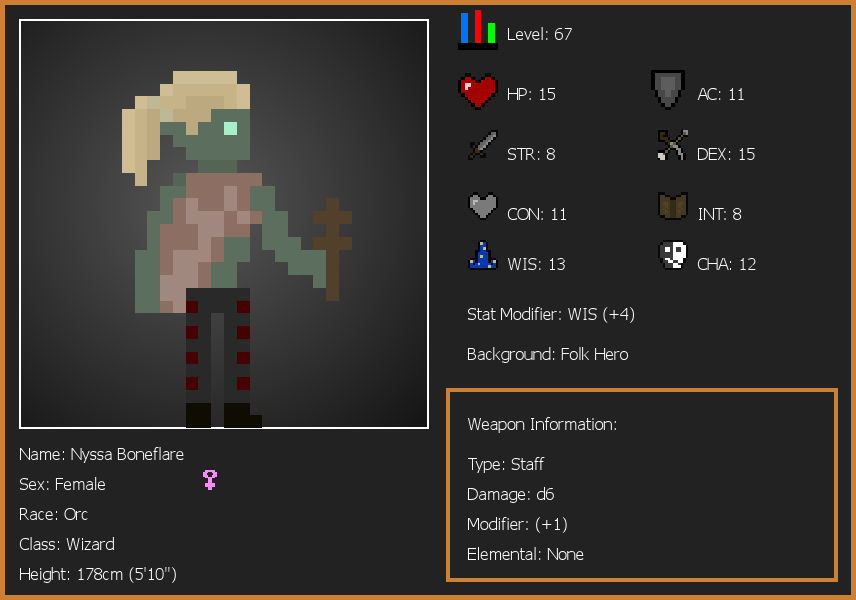 Level: 67
HP: 15
AC: 11
STR: 8
DEX: 15
CON: 11
INT: 8
WIS: 13
CHA: 12
Stat Modifier: WIS (+4)
Background: Folk Hero
Weapon Information:
Type: Staff
Damage: d6
Modifier: (+1)
Elemental: None
Name: Nyssa Boneflare
Sex: Female
Race: Orc
Class: Wizard
Height: 178cm (5'10")